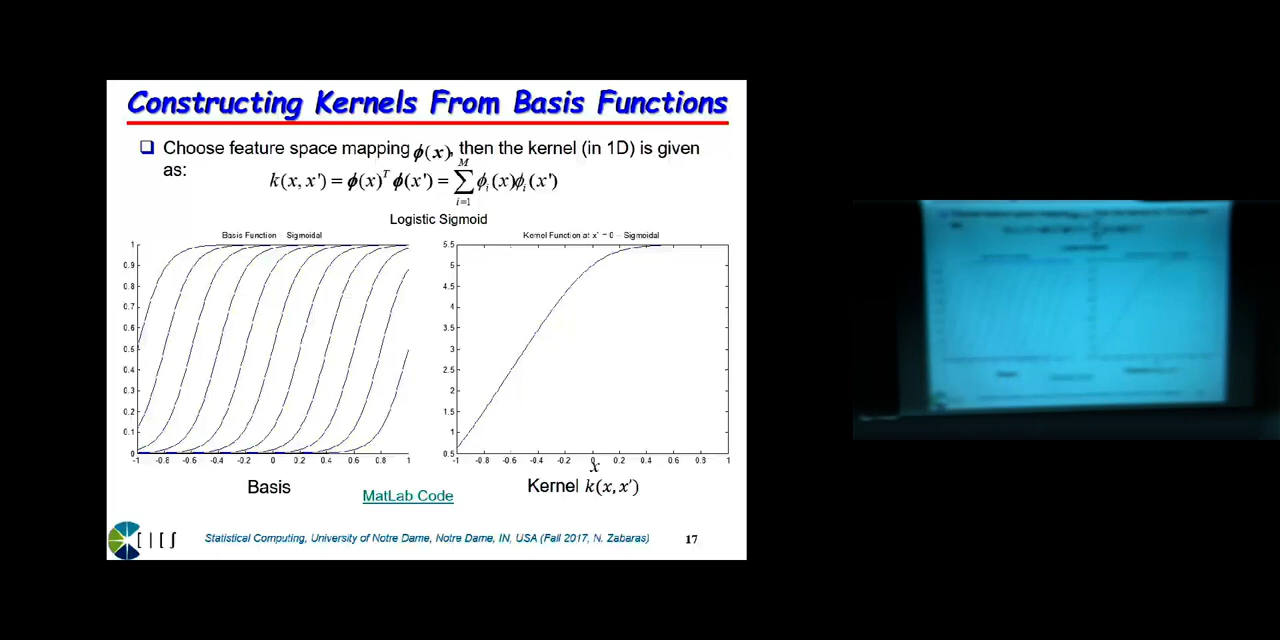 Constructing Kernels From Basis Functions
Choose feature space mapping ϕ(x), then the kernel (in 1D) is given
as:
k(x, x') = ϕ(x)ᵀ ϕ(x') = ∑ᵢ₌₁ᴹ ϕᵢ(x)ϕᵢ(x')
Logistic Sigmoid
Basis Function - Sigmoidal
1
0.9
0.8
0.7
0.6
0.5
0.4
0.3
0.2
0.1
0
-1 -0.8 -0.6 -0.4 -0.2 0 0.2 0.4 0.6 0.8 1
Basis
Kernel Function at x' = 0 - Sigmoidal
5.5
5
4.5
4
3.5
3
2.5
2
1.5
1
0.5
-1 -0.8 -0.6 -0.4 -0.2 0 0.2 0.4 0.6 0.8 1
x
Kernel k(x, x')
MatLab Code
Statistical Computing, University of Notre Dame, Notre Dame, IN, USA (Fall 2017, N. Zabaras)
17